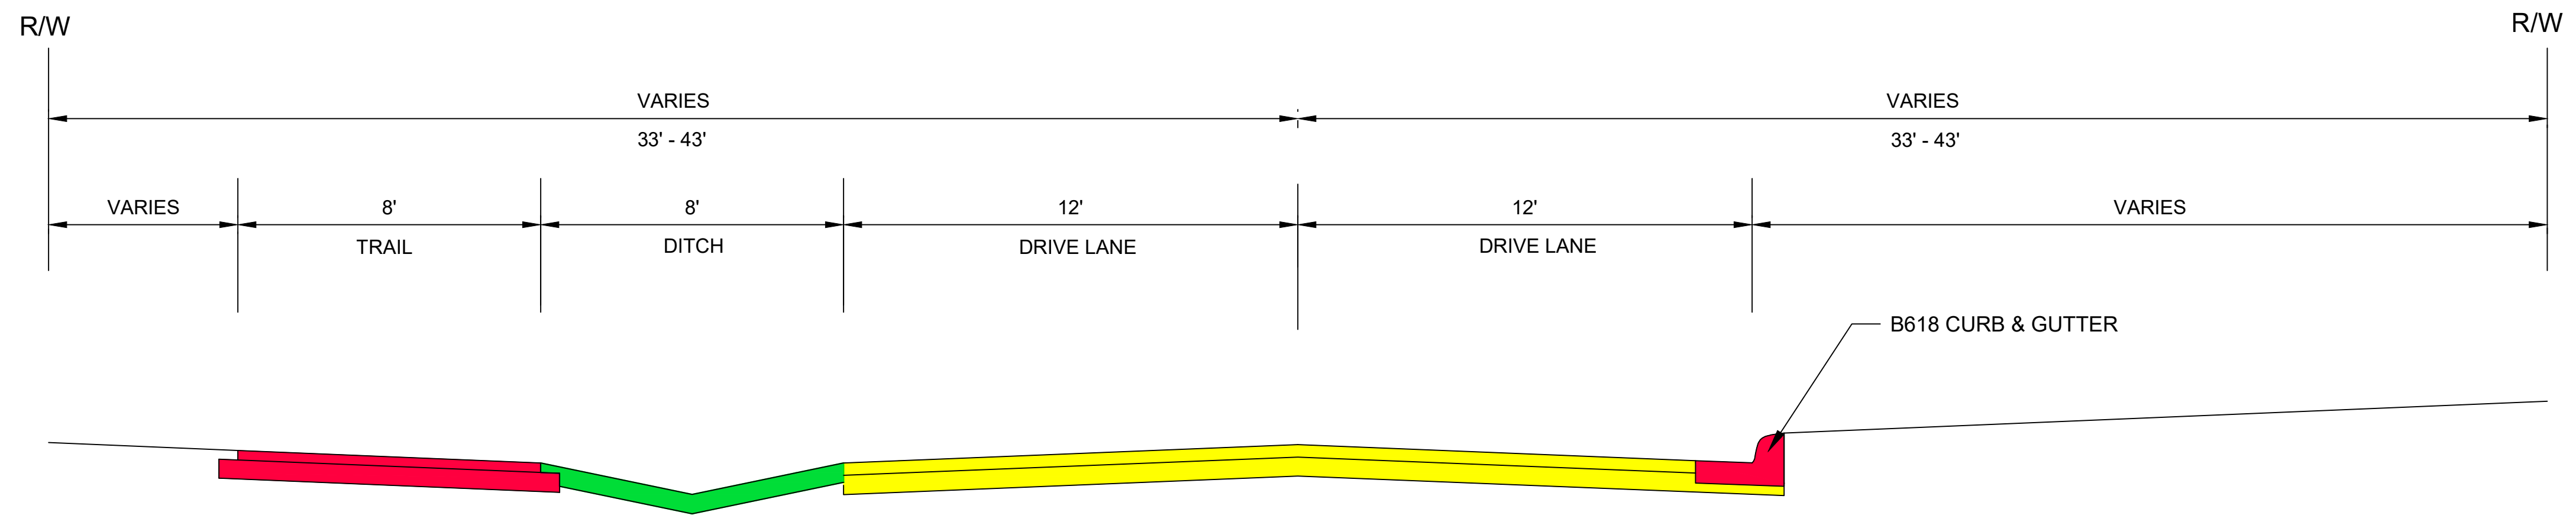 R/W
R/W
VARIES
VARIES
33' - 43'
33' - 43'
VARIES
8'
8'
12'
12'
VARIES
TRAIL
DITCH
DRIVE LANE
DRIVE LANE
B618 CURB & GUTTER